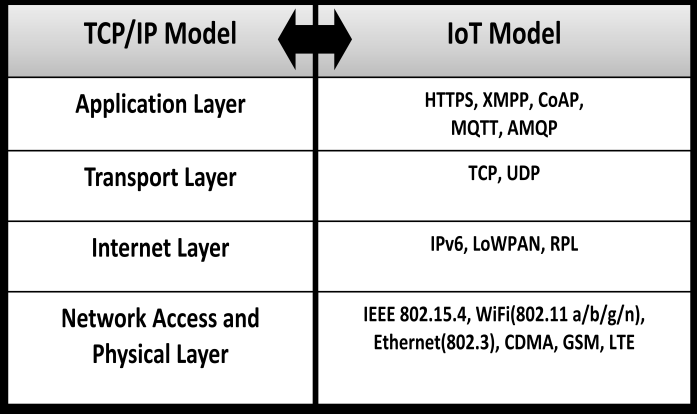 TCP/IP Model
IoT Model
Application Layer
HTTPS, XMPP, CoAP,
MQTT, AMQP
Transport Layer
TCP, UDP
Internet Layer
IPv6, LoWPAN, RPL
Network Access and
Physical Layer
IEEE 802.15.4, WiFi(802.11 a/b/g/n),
Ethernet(802.3), CDMA, GSM, LTE